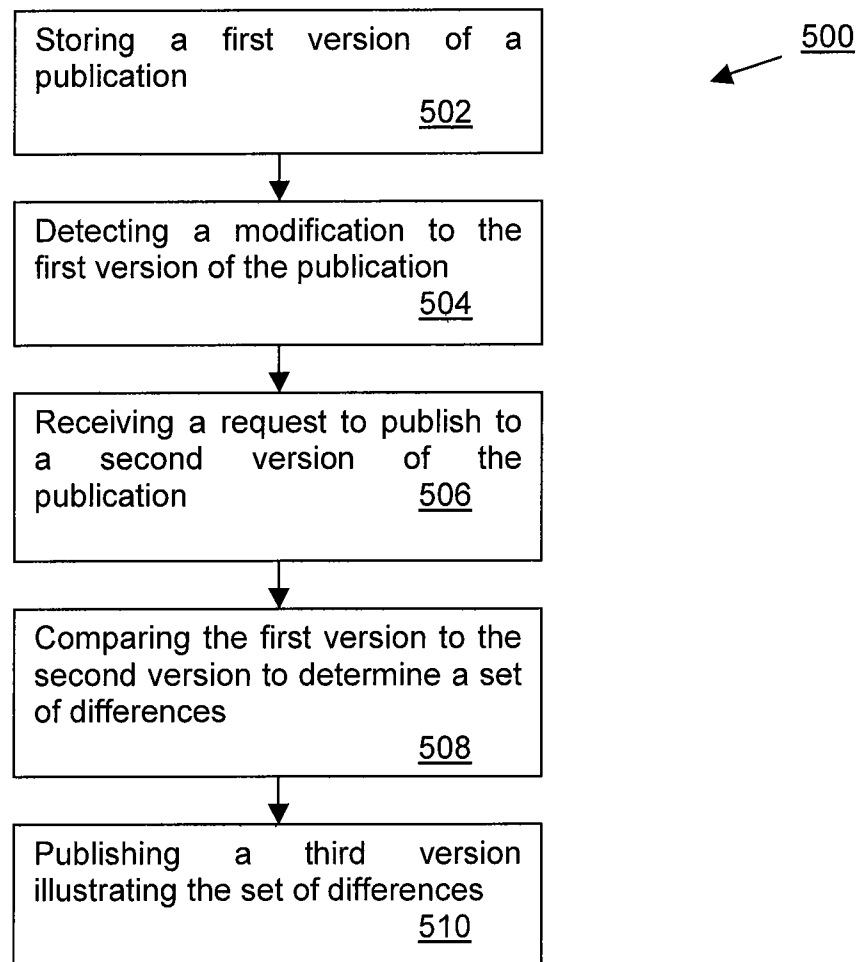 500
Storing a first version of a
publication
502
Detecting a modification to the
first version of the publication
504
Receiving a request to publish to
a second version of the
publication 506
Comparing the first version to the
second version to determine a set
of differences
508
Publishing a third version
illustrating the set of differences
510